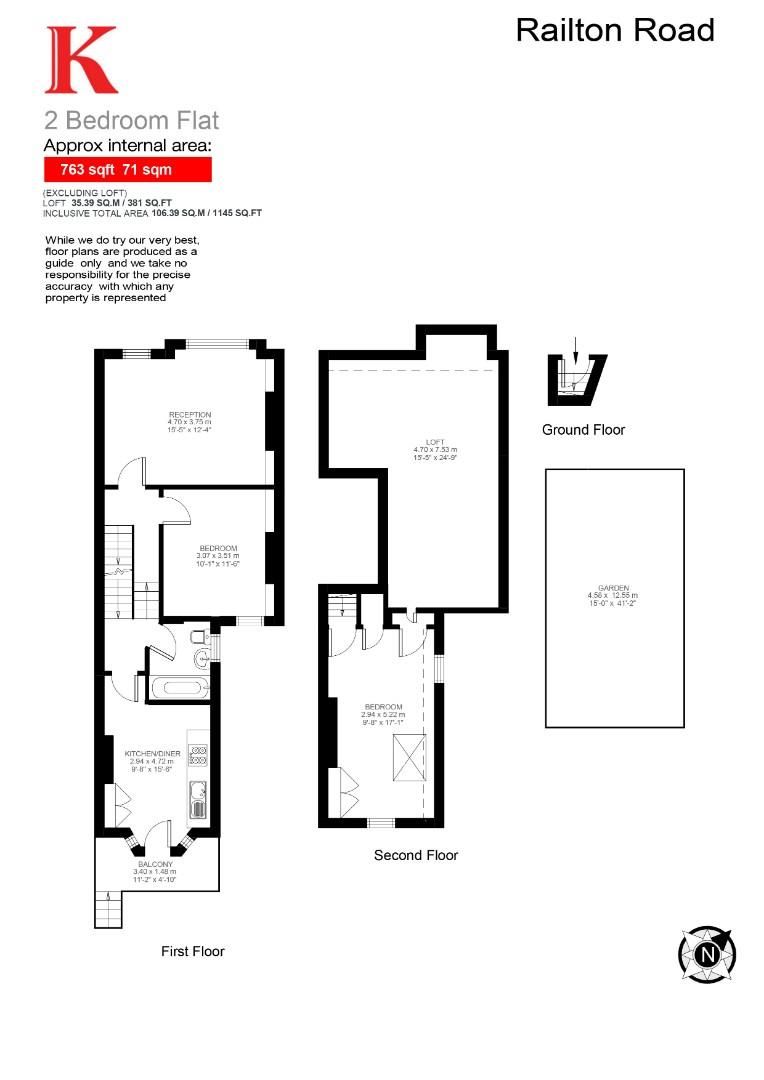 Railton Road
K
2 Bedroom Flat
Approx internal area:
763 sqft 71 sqm
(EXCLUDING LOFT)
LOFT 35.39 SQ.M / 381 SQ.FT
INCLUSIVE TOTAL AREA 106.39 SQ.M / 1145 SQ.FT
While we do try our very best,
floor plans are produced as a
guide only and we take no
responsibility for the precise
accuracy with which any
property is represented
RECEPTION
4.70 x 3.75 m
15'-5" x 12'-4"
BEDROOM
3.07 x 3.51 m
10'-1" x 11'-6"
KITCHEN/DINER
2.94 x 4.72 m
9'-8" x 15'-6"
BALCONY
3.40 x 1.48 m
11'-2" x 4'-10"
First Floor
LOFT
4.70 x 7.53 m
15'-5" x 24'-9"
BEDROOM
2.94 x 5.22 m
9'-8" x 17'-1"
Second Floor
Ground Floor
GARDEN
4.56 x 12.55 m
15'-0" x 41'-2"
N